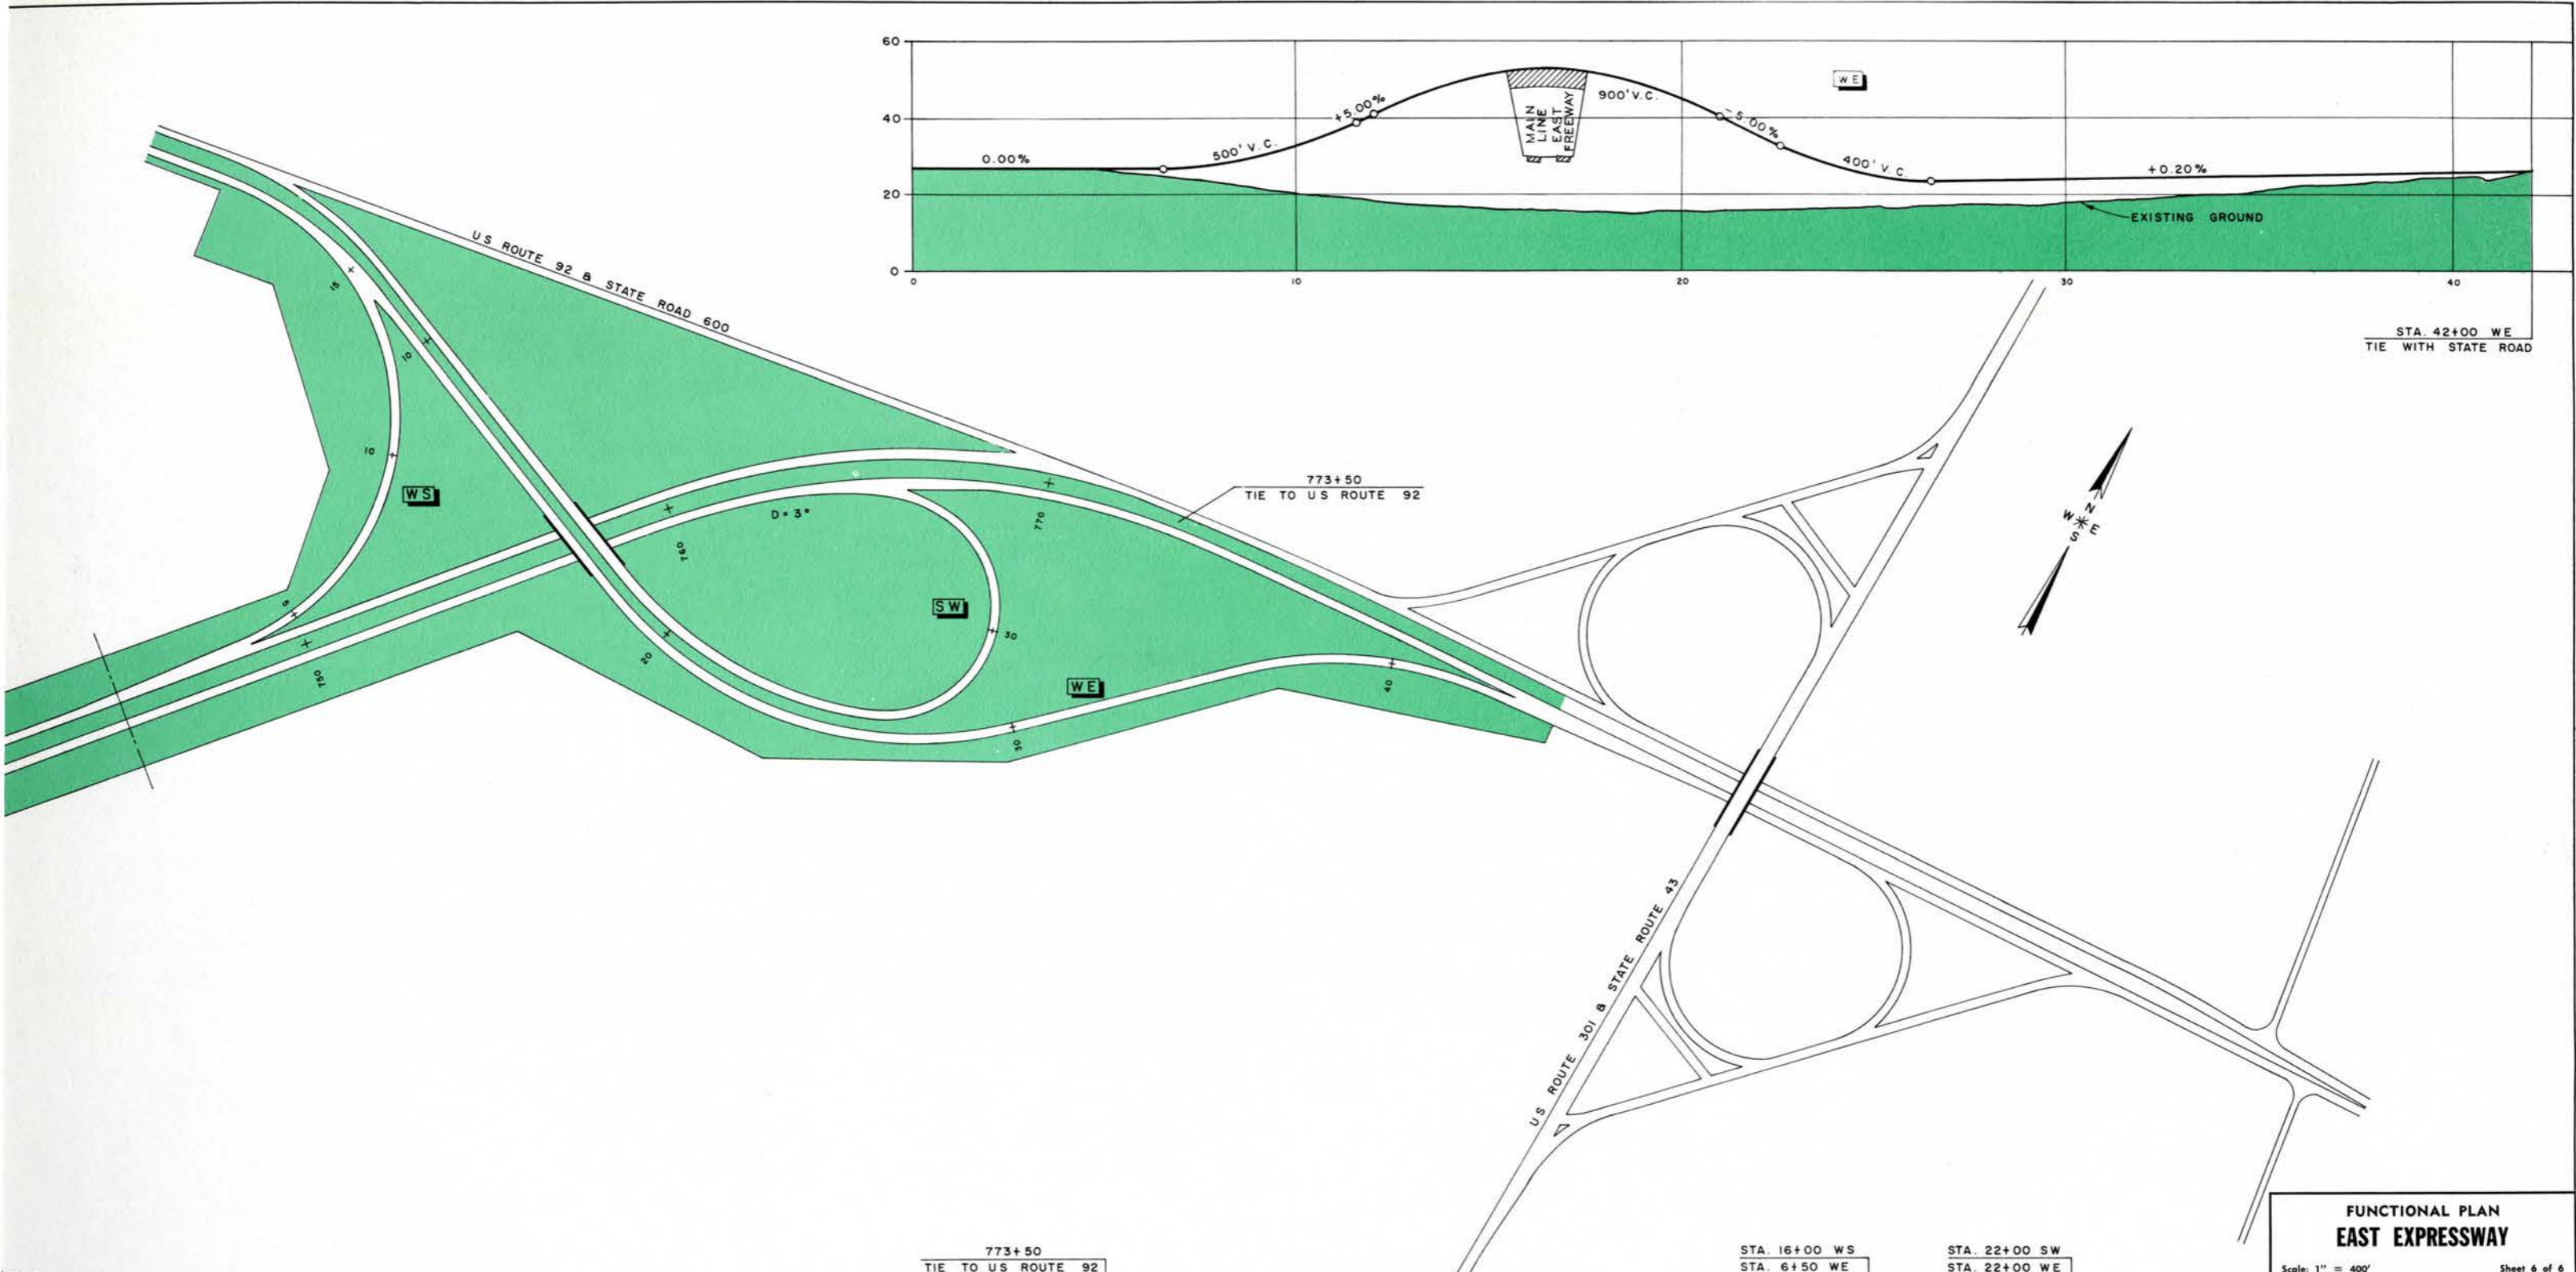 60
40
20
0
0
10
20
30
40
0.00%
500' V.C.
+5.00%
MAIN
LINE
EAST
FREEWAY
900' V.C.
-5.00%
400' V.C.
+0.20%
WE
EXISTING GROUND
STA. 42+00 WE
TIE WITH STATE ROAD
US ROUTE 92 & STATE ROAD 600
15
10
10
WS
5
750
760
D = 3°
770
773+50
TIE TO US ROUTE 92
SW
30
20
WE
30
40
N
W E
S
US ROUTE 301 & STATE ROUTE 43
773+50
TIE TO US ROUTE 92
STA. 16+00 WS
STA. 6+50 WE
STA. 22+00 SW
STA. 22+00 WE
FUNCTIONAL PLAN
EAST EXPRESSWAY
Scale: 1" = 400'
Sheet 6 of 6